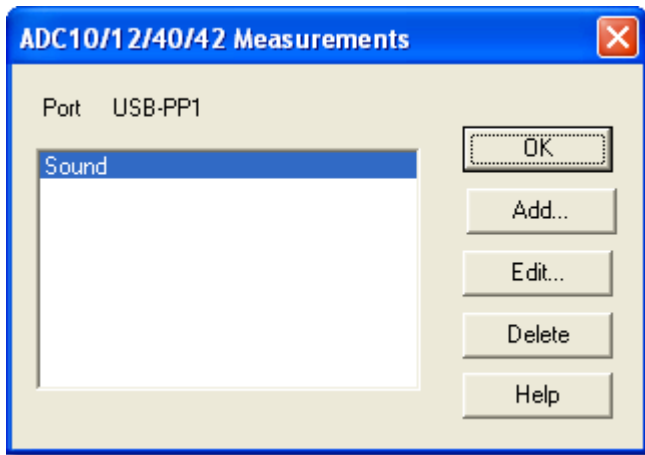 ADC10/12/40/42 Measurements
Port USB-PP1
Sound
OK
Add...
Edit...
Delete
Help